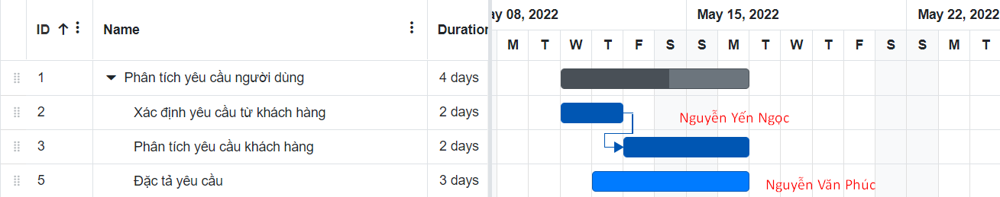 ay 08, 2022 May 15, 2022 May 22, 2022
ID Name Duration
M T W T F S S M T W T F S S M T
1 Phân tích yêu cầu người dùng 4 days
2 Xác định yêu cầu từ khách hàng 2 days
Nguyễn Yến Ngọc
3 Phân tích yêu cầu khách hàng 2 days
5 Đặc tả yêu cầu 3 days
Nguyễn Văn Phúc